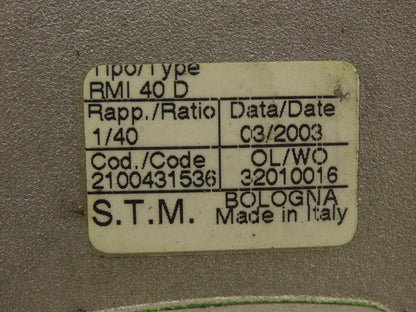 Tipo/Type
RMI 40 D
Rapp./Ratio Data/Date
1/40 03/2003
Cod./Code OL/WO
2100431536 32010016
S.T.M. BOLOGNA
Made in Italy